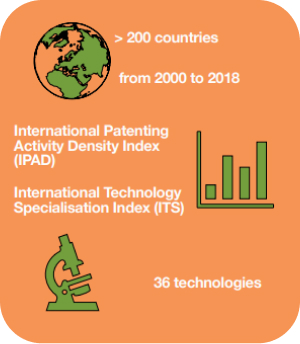 > 200 countries
from 2000 to 2018
International Patenting
Activity Density Index
(IPAD)
International Technology
Specialisation Index (ITS)
36 technologies